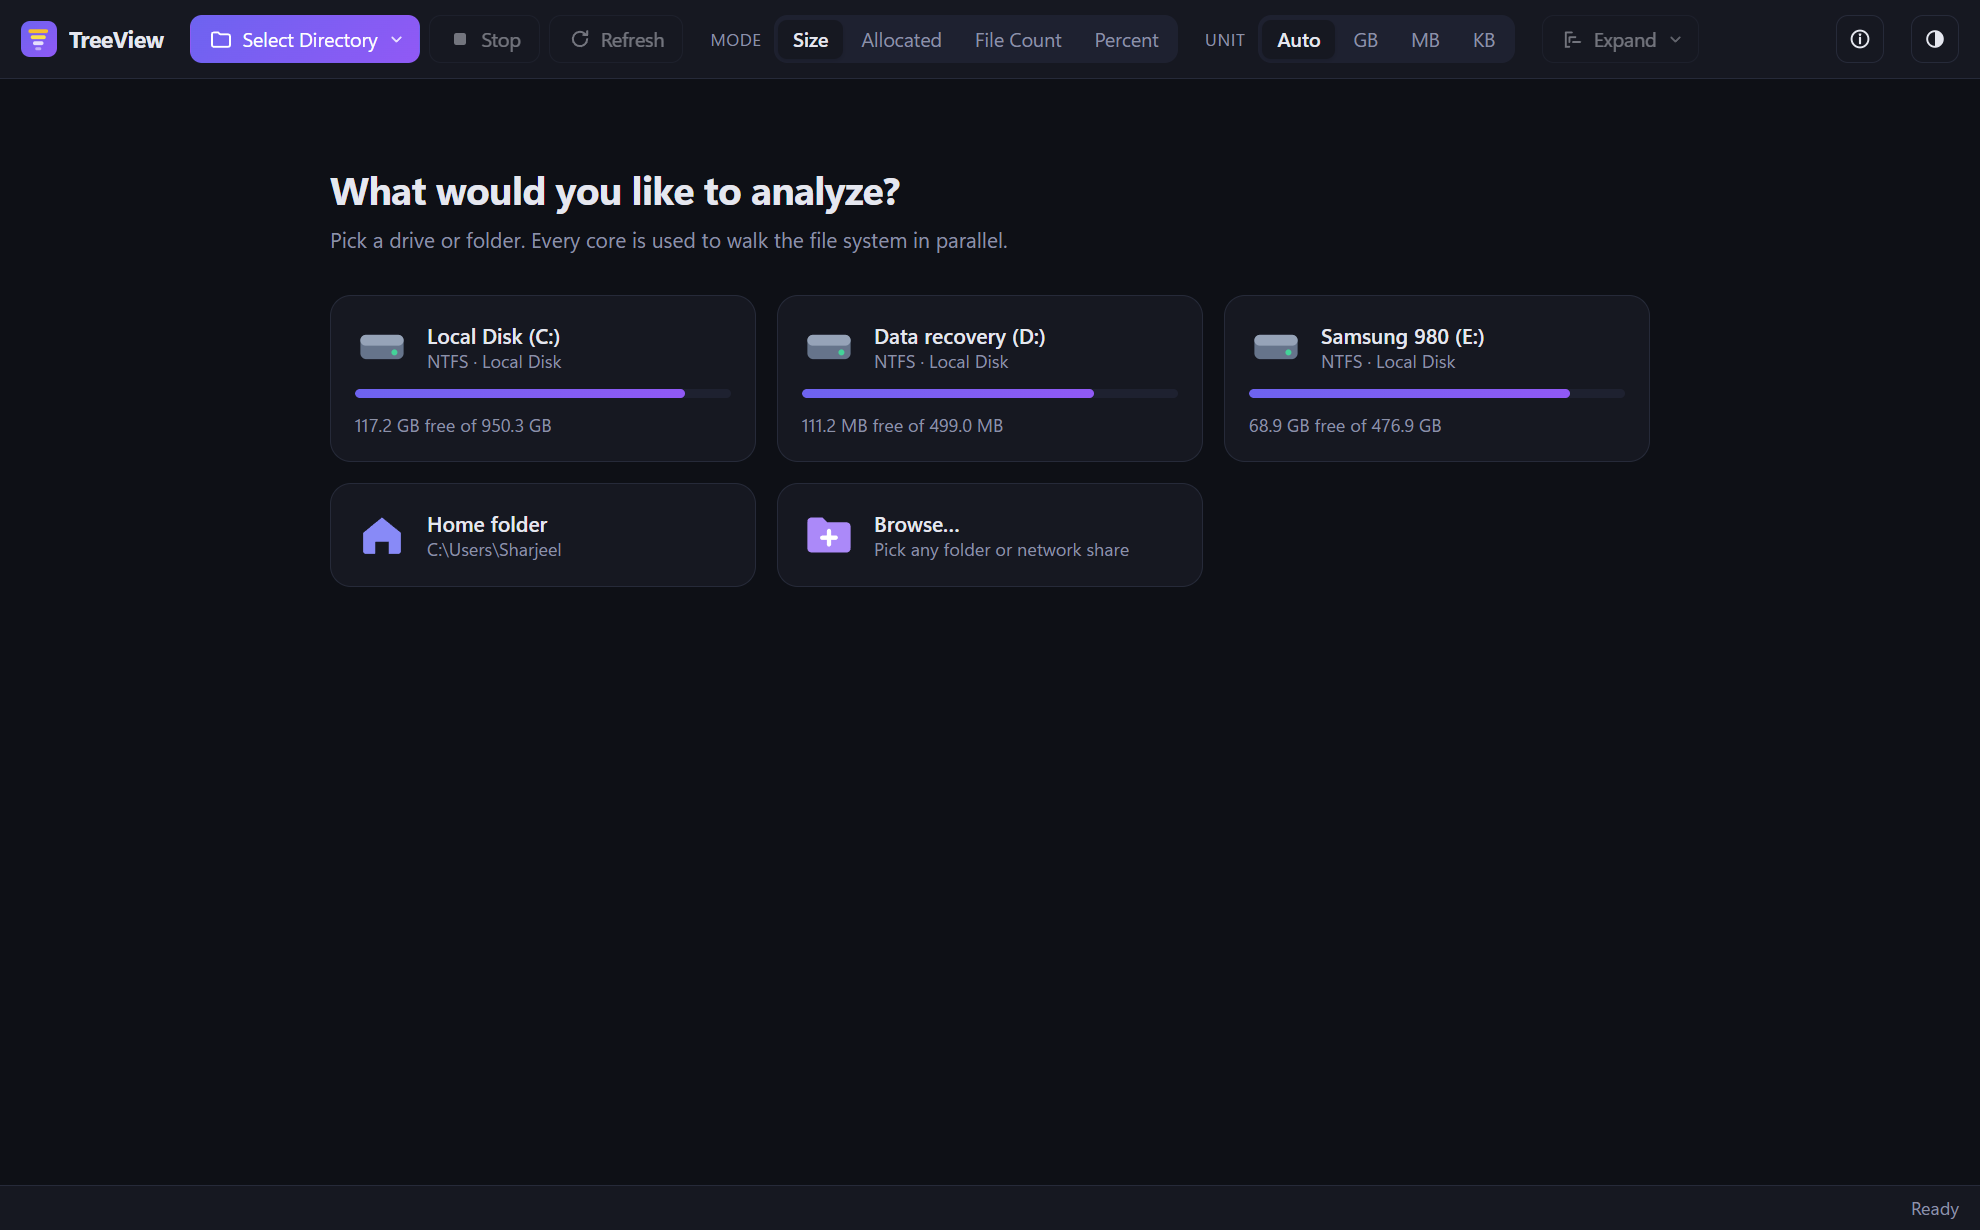 TreeView Select Directory Stop Refresh MODE Size Allocated File Count Percent UNIT Auto GB MB KB Expand
What would you like to analyze?
Pick a drive or folder. Every core is used to walk the file system in parallel.
Local Disk (C:)
NTFS · Local Disk
117.2 GB free of 950.3 GB
Data recovery (D:)
NTFS · Local Disk
111.2 MB free of 499.0 MB
Samsung 980 (E:)
NTFS · Local Disk
68.9 GB free of 476.9 GB
Home folder
C:\Users\Sharjeel
Browse...
Pick any folder or network share
Ready